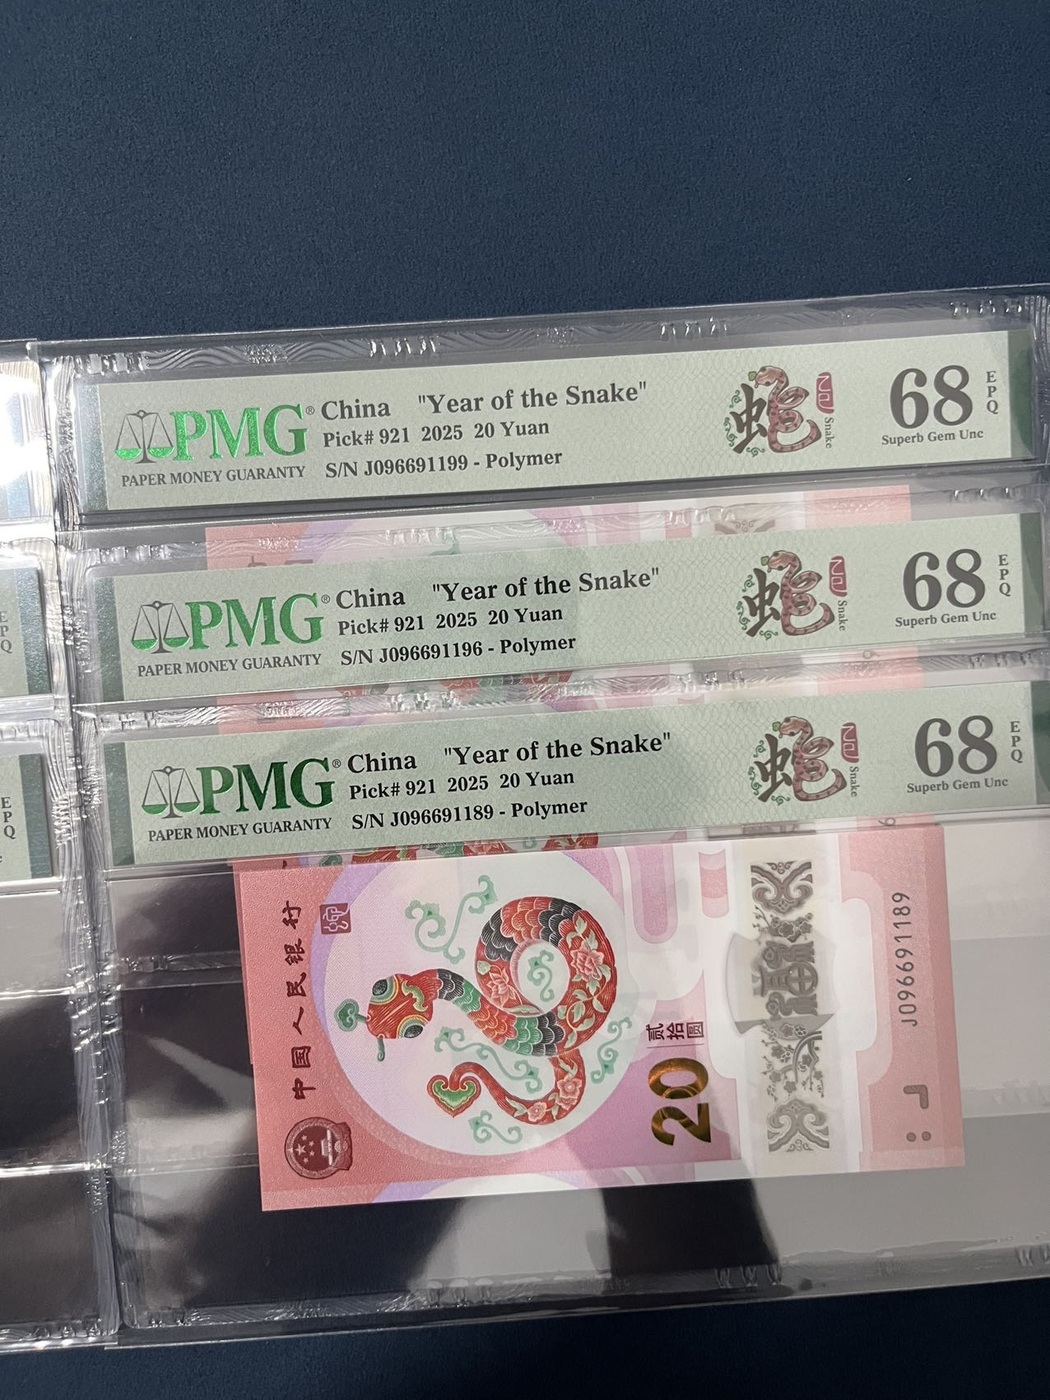 PMG®
PAPER MONEY GUARANTY
China "Year of the Snake"
Pick# 921 2025 20 Yuan
S/N J096691199 - Polymer
蛇
Snake
68
EPQ
Superb Gem Unc
PMG®
PAPER MONEY GUARANTY
China "Year of the Snake"
Pick# 921 2025 20 Yuan
S/N J096691196 - Polymer
蛇
Snake
68
EPQ
Superb Gem Unc
PMG®
PAPER MONEY GUARANTY
China "Year of the Snake"
Pick# 921 2025 20 Yuan
S/N J096691189 - Polymer
蛇
Snake
68
EPQ
Superb Gem Unc
EPQ
EPQ
中国人民银行
贰拾圆
20
福
J096691189